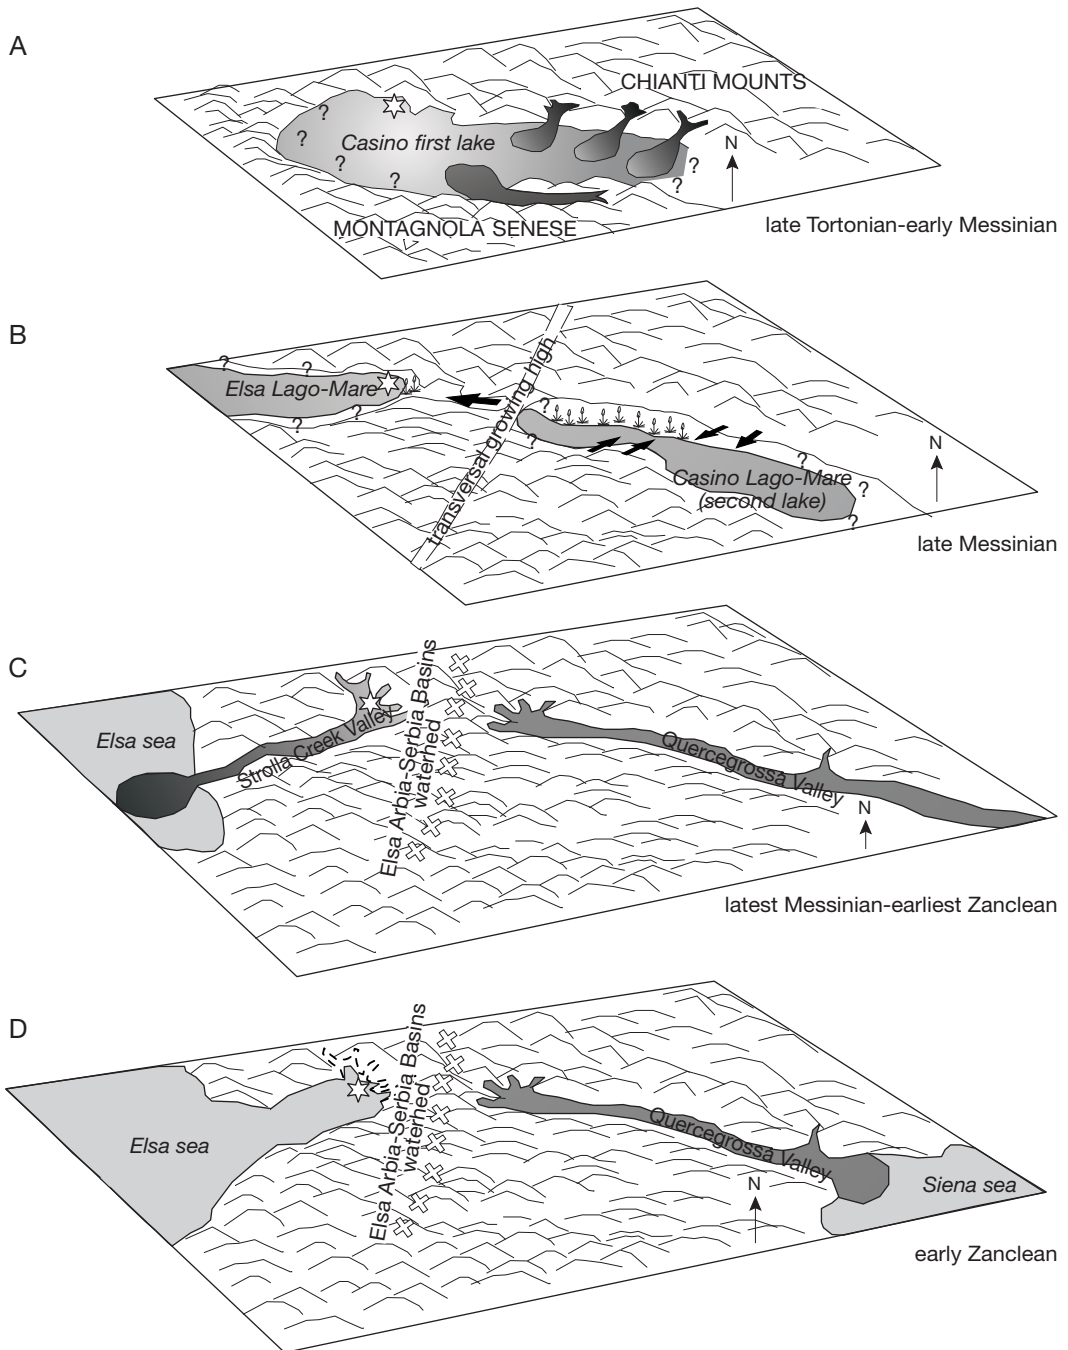 A
CHIANTI MOUNTS
?
?
Casino first lake
N
?
?
?
?
MONTAGNOLA SENESE
late Tortonian-early Messinian
B
transversal growing high
?
?
Elsa Lago-Mare
?
?
?
?
N
?
Casino Lago-Mare
(second lake)
?
?
late Messinian
C
Elsa Arbia-Serbia Basins
waterhed
Elsa sea
Strolla Creek Valley
Quercegrossa Valley
N
latest Messinian-earliest Zanclean
D
Elsa Arbia-Serbia Basins
waterhed
Elsa sea
Quercegrossa Valley
N
Siena sea
early Zanclean